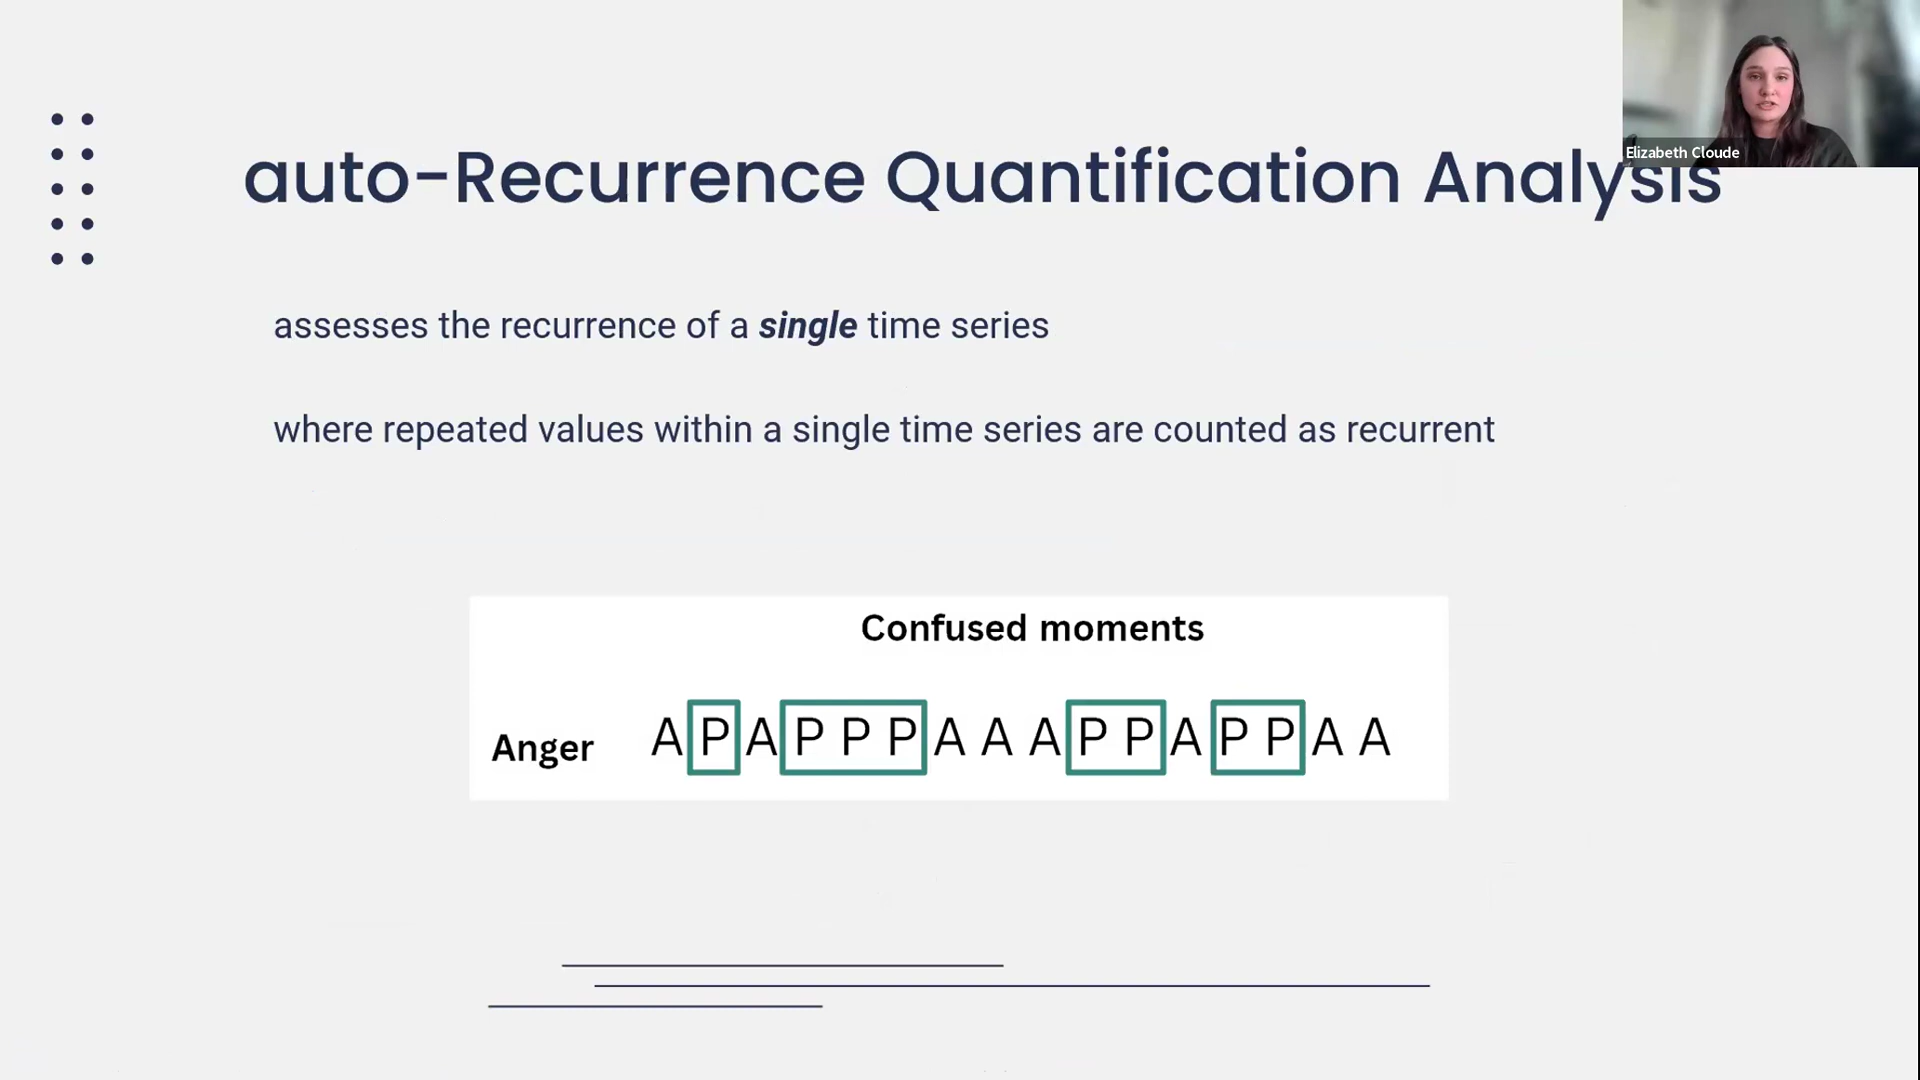 Elizabeth Cloude
auto-Recurrence Quantification Analysis
assesses the recurrence of a single time series
where repeated values within a single time series are counted as recurrent
Confused moments
Anger A P A P P P A A A P P A P P A A